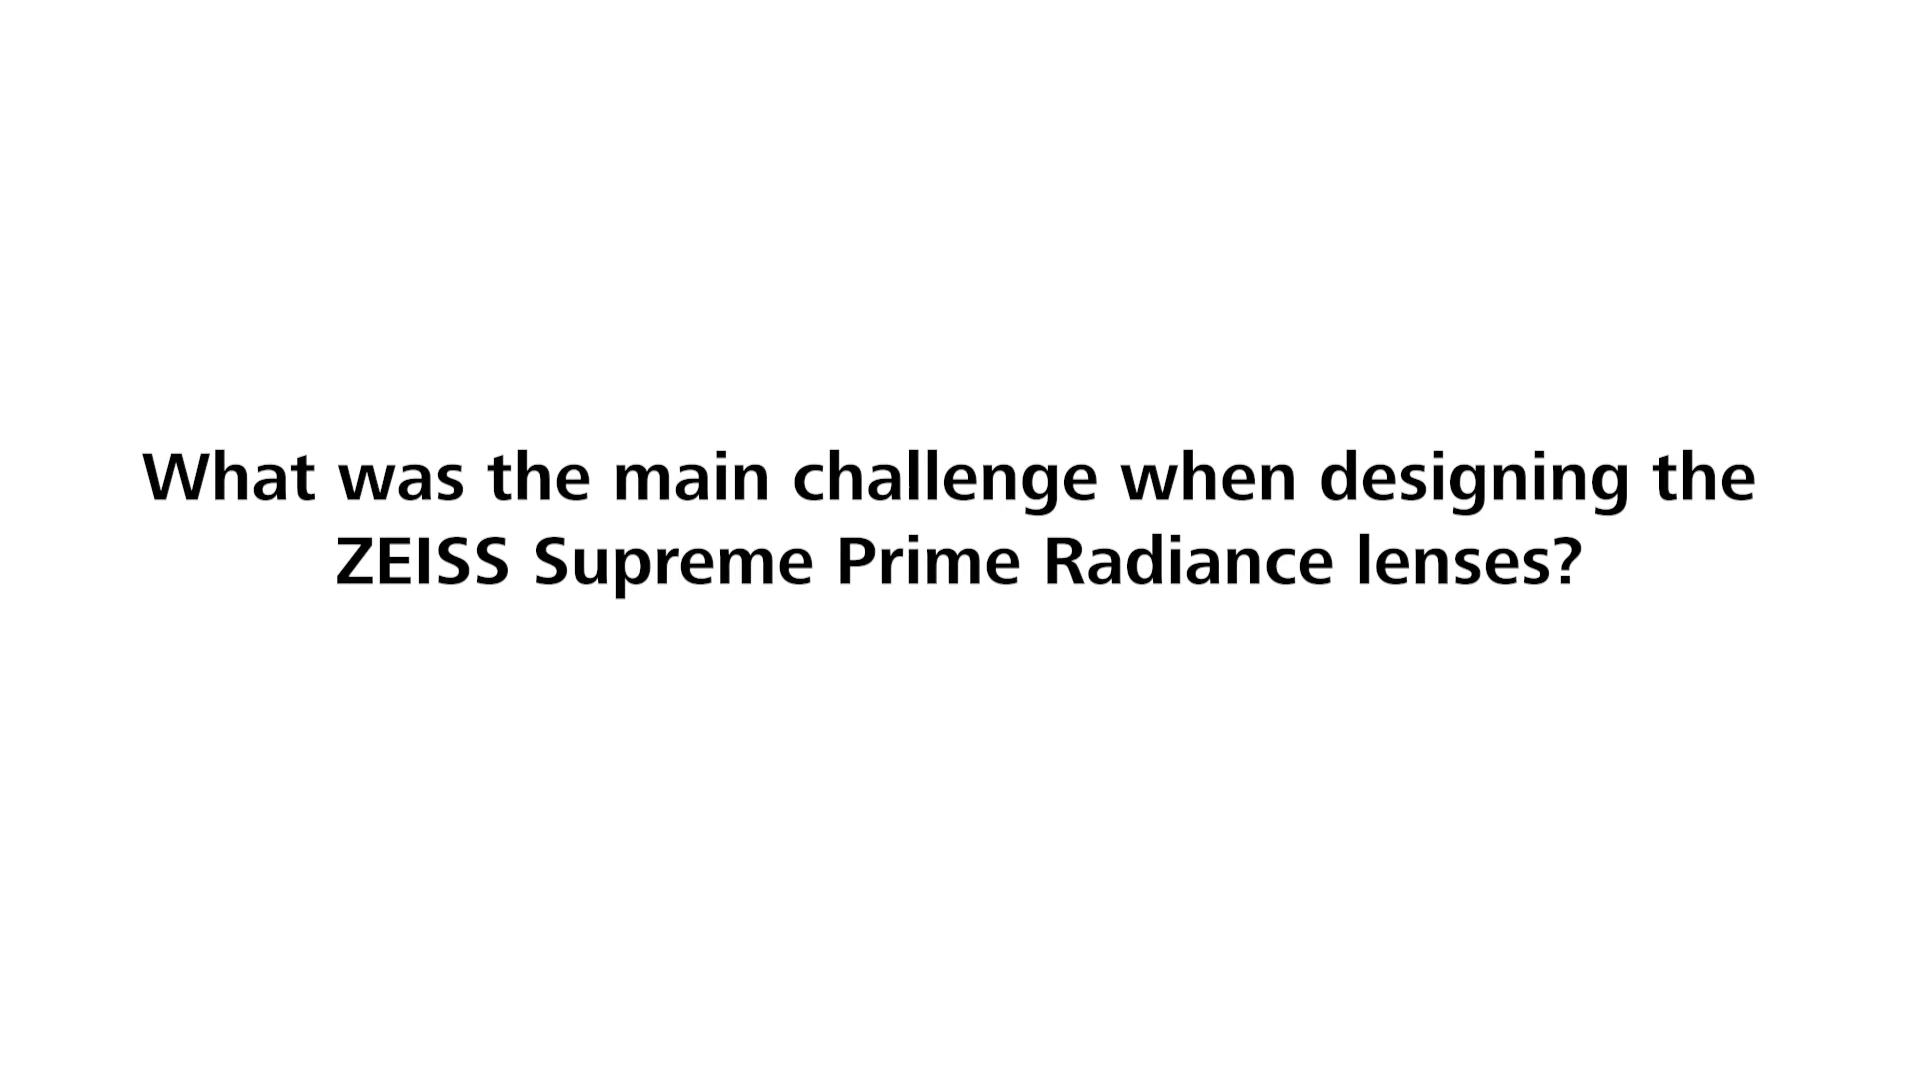 What was the main challenge when designing the
ZEISS Supreme Prime Radiance lenses?